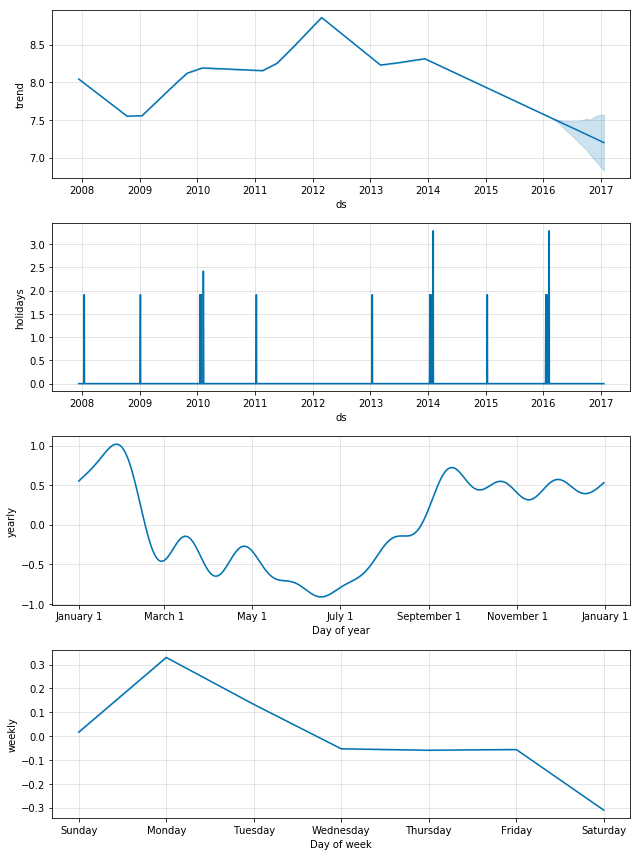 8.5
8.0
7.5
7.0
trend
2008 2009 2010 2011 2012 2013 2014 2015 2016 2017
ds
3.0
2.5
2.0
1.5
1.0
0.5
0.0
holidays
2008 2009 2010 2011 2012 2013 2014 2015 2016 2017
ds
1.0
0.5
0.0
−0.5
−1.0
yearly
January 1 March 1 May 1 July 1 September 1 November 1 January 1
Day of year
0.3
0.2
0.1
0.0
−0.1
−0.2
−0.3
weekly
Sunday Monday Tuesday Wednesday Thursday Friday Saturday
Day of week